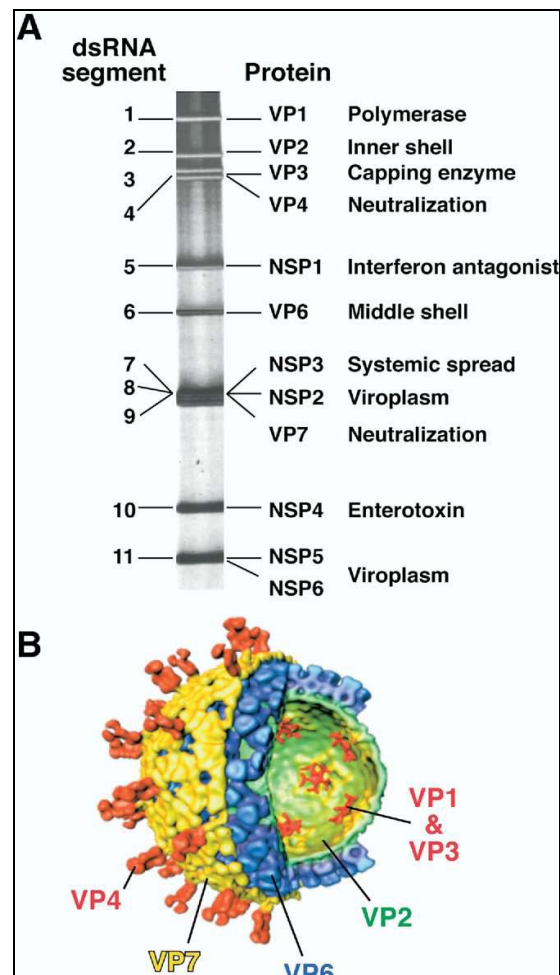 A
dsRNA segment Protein
1 VP1 Polymerase
2 VP2 Inner shell
3 VP3 Capping enzyme
4 VP4 Neutralization
5 NSP1 Interferon antagonist
6 VP6 Middle shell
7 NSP3 Systemic spread
8 NSP2 Viroplasm
9 VP7 Neutralization
10 NSP4 Enterotoxin
11 NSP5
NSP6 Viroplasm
B
VP1
&
VP3
VP4
VP2
VP7
VP6